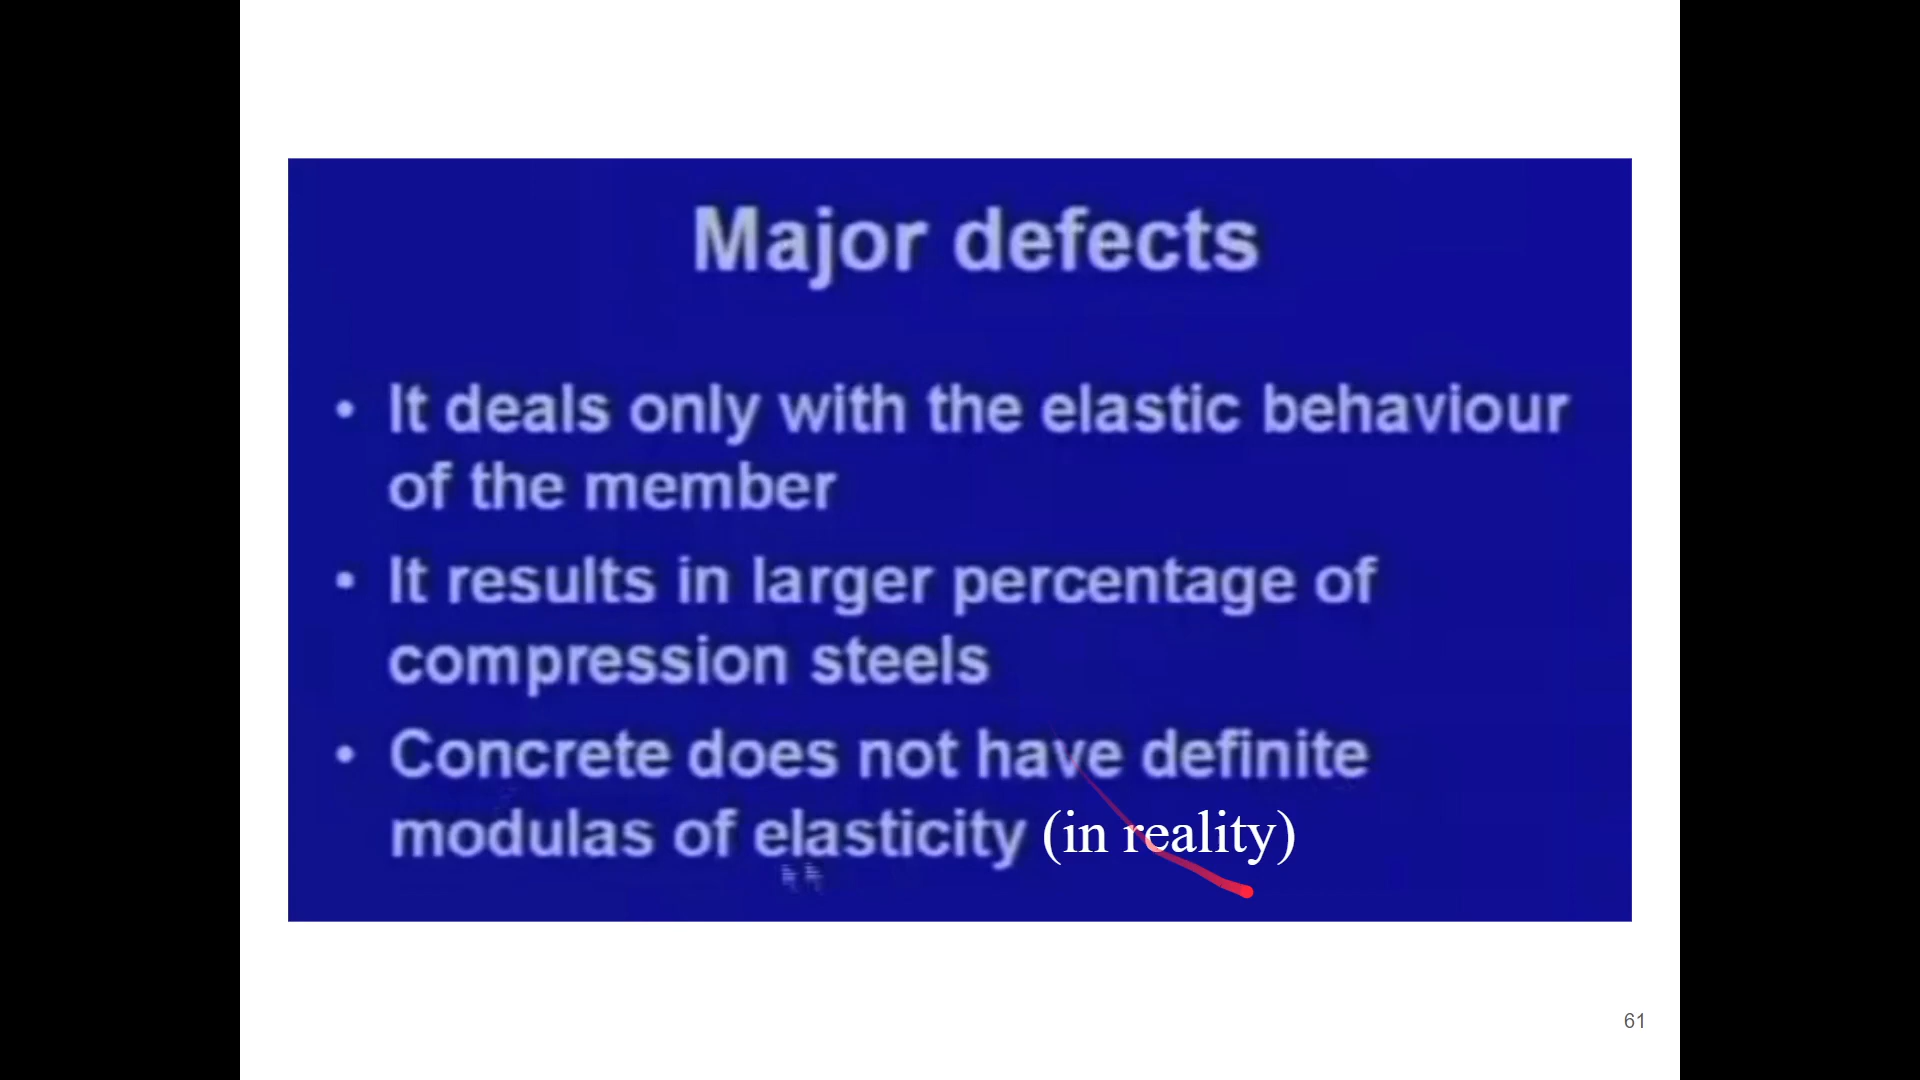 Major defects
• It deals only with the elastic behaviour
of the member
• It results in larger percentage of
compression steels
• Concrete does not have definite
modulas of elasticity (in reality)
61